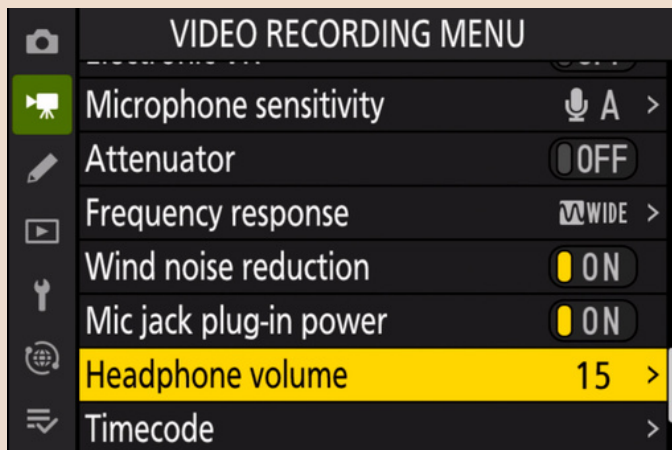 VIDEO RECORDING MENU
Microphone sensitivity A >
Attenuator OFF
Frequency response WIDE >
Wind noise reduction ON
Mic jack plug-in power ON
Headphone volume 15 >
Timecode >